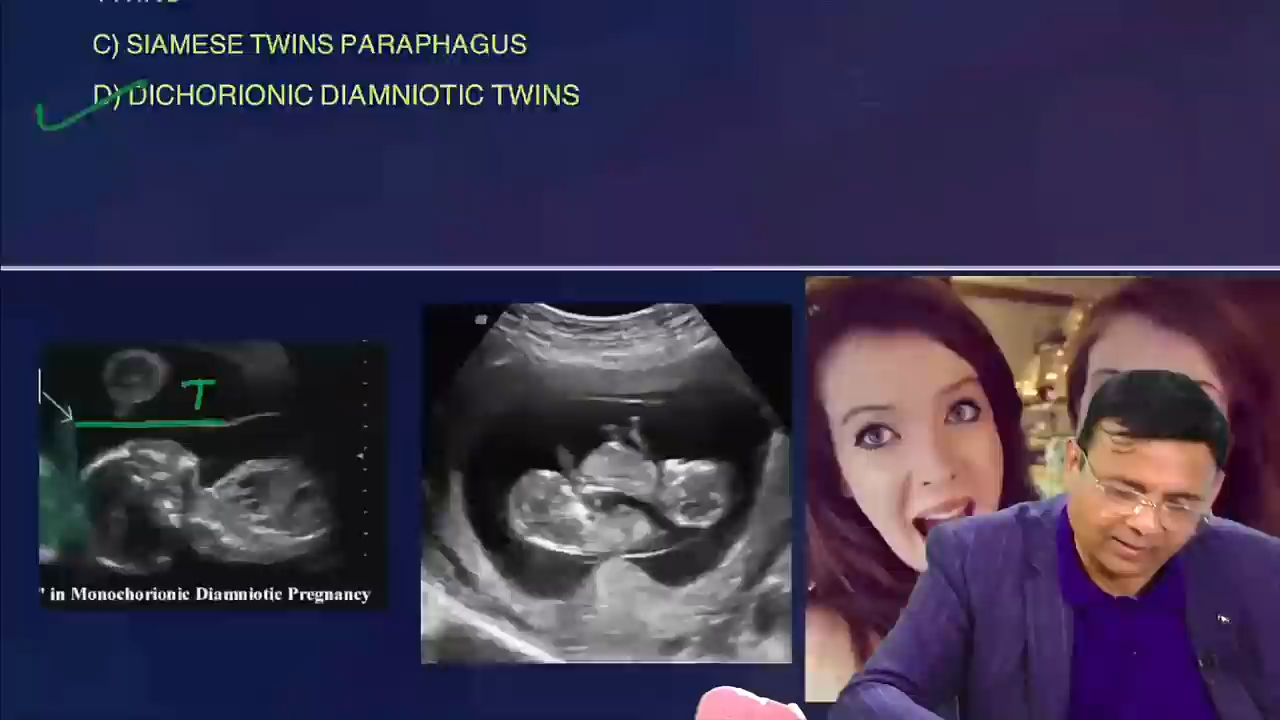 C) SIAMESE TWINS PARAPHAGUS
D) DICHORIONIC DIAMNIOTIC TWINS
T
" in Monochorionic Diamniotic Pregnancy